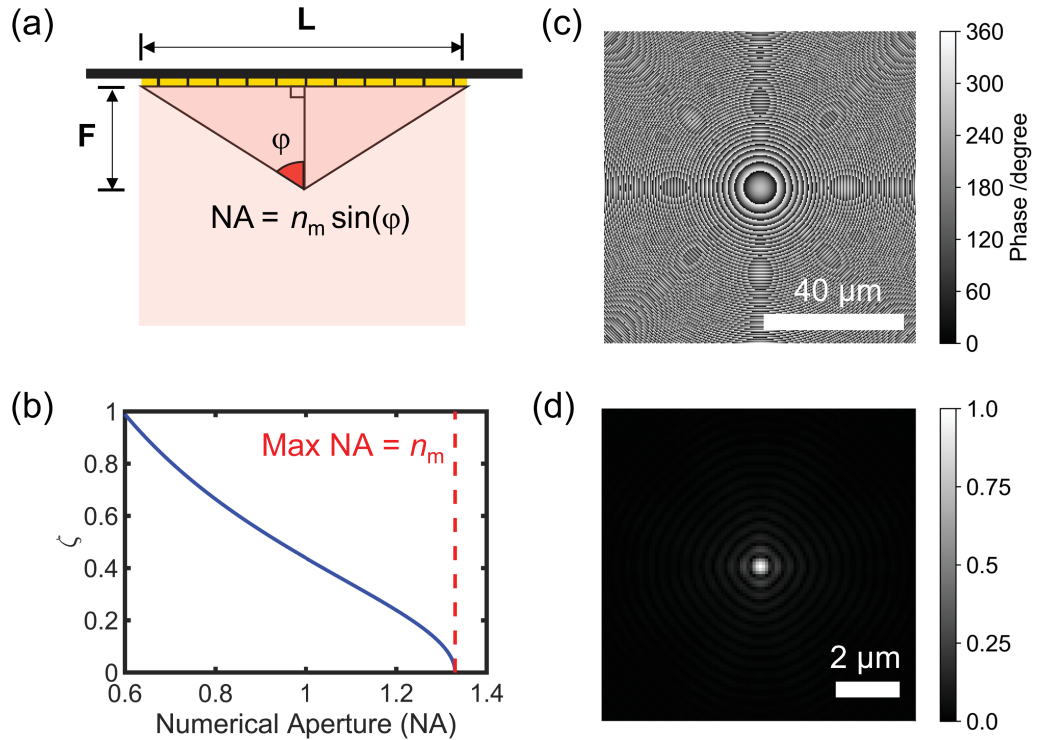 (a)
L
F
φ
NA = nₘ sin(φ)
(b)
1
0.8
0.6
0.4
0.2
0
ζ
Max NA = nₘ
0.6 0.8 1 1.2 1.4
Numerical Aperture (NA)
(c)
40 μm
360
300
240
180
120
60
0
Phase /degree
(d)
2 μm
1.0
0.75
0.50
0.25
0.0